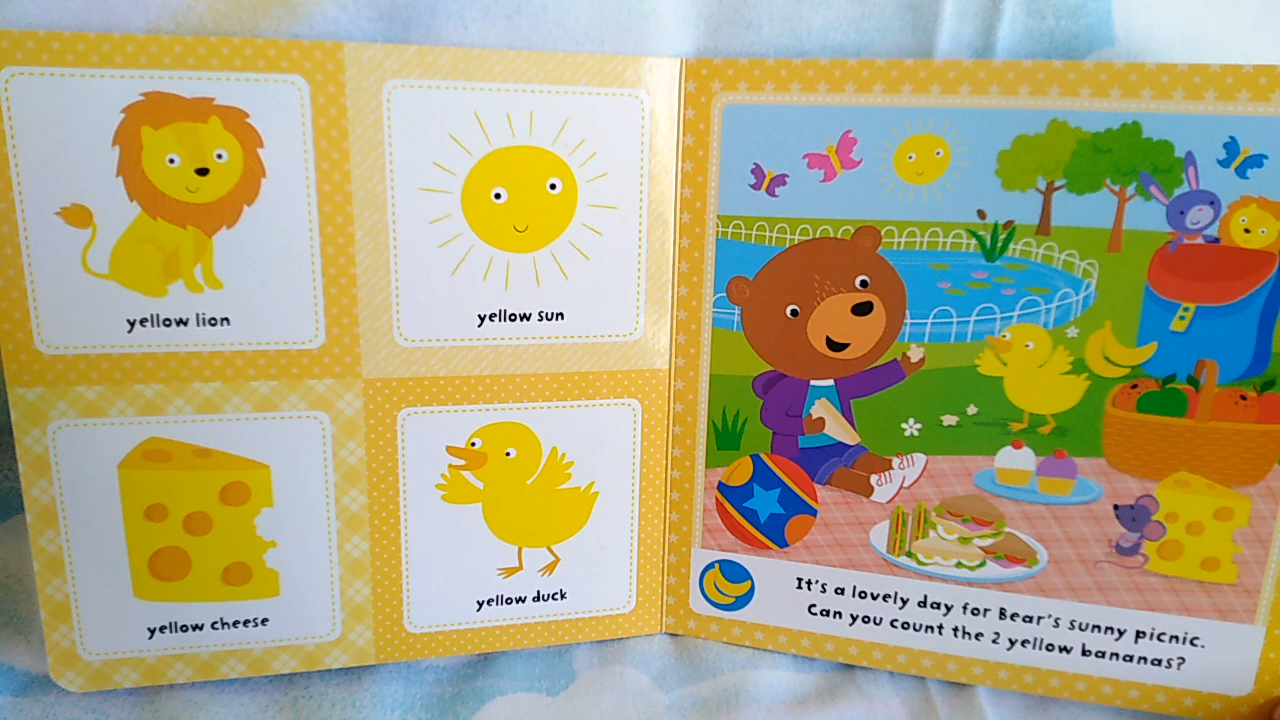 yellow lion
yellow sun
yellow cheese
yellow duck
It's a lovely day for Bear's sunny picnic.
Can you count the 2 yellow bananas?